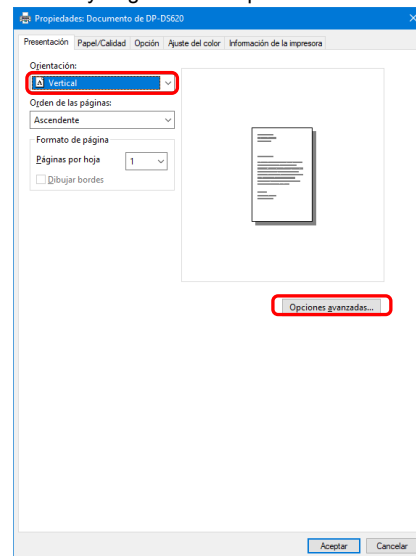 Propiedades: Documento de DP-DS620
Presentación Papel/Calidad Opción Ajuste del color Información de la impresora
Orientación:
A Vertical
Orden de las páginas:
Ascendente
Formato de página
Páginas por hoja 1
Dibujar bordes
Opciones avanzadas...
Aceptar Cancelar